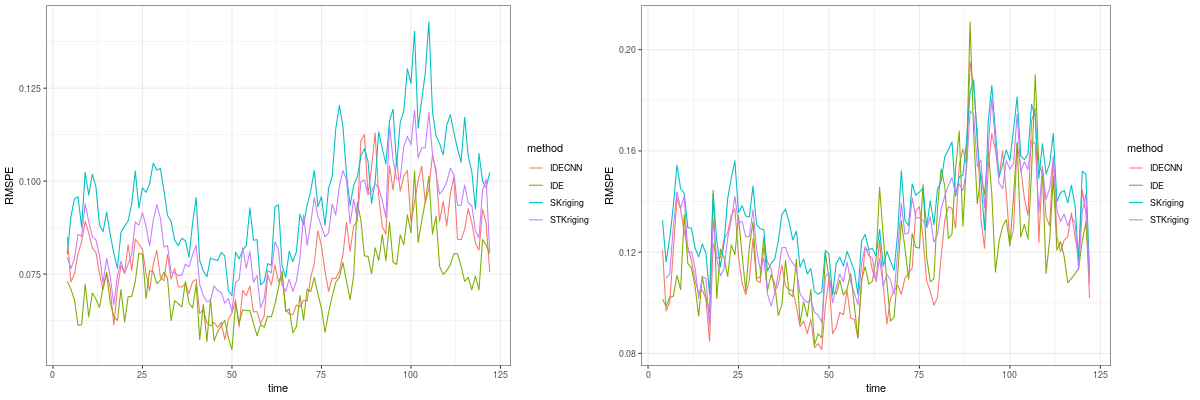 RMSPE
0.125
0.100
0.075
0 25 50 75 100 125
time
method
IDECNN
IDE
SKriging
STKriging
RMSPE
0.20
0.16
0.12
0.08
0 25 50 75 100 125
time
method
IDECNN
IDE
SKriging
STKriging